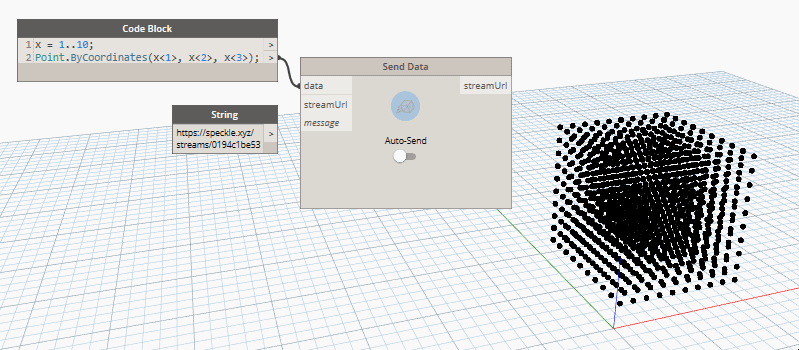 Code Block
1 x = 1..10; >
2 Point.ByCoordinates(x<1>, x<2>, x<3>); >
Send Data
data streamUrl
streamUrl
message
Auto-Send
String
https://speckle.xyz/ >
streams/0194c1be53